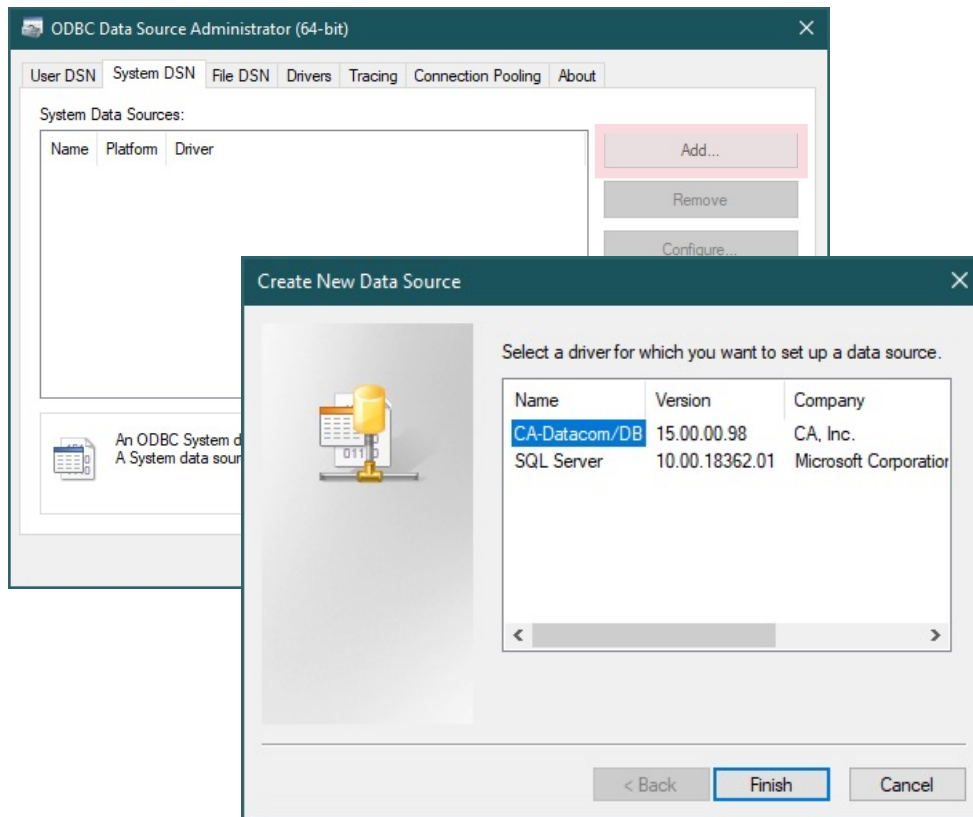 ODBC Data Source Administrator (64-bit)
User DSN System DSN File DSN Drivers Tracing Connection Pooling About
System Data Sources:
Name Platform Driver
Add...
Remove
Configure...
An ODBC System d
A System data sour
Create New Data Source
Select a driver for which you want to set up a data source.
Name Version Company
CA-Datacom/DB 15.00.00.98 CA, Inc.
SQL Server 10.00.18362.01 Microsoft Corporation
< Back Finish Cancel